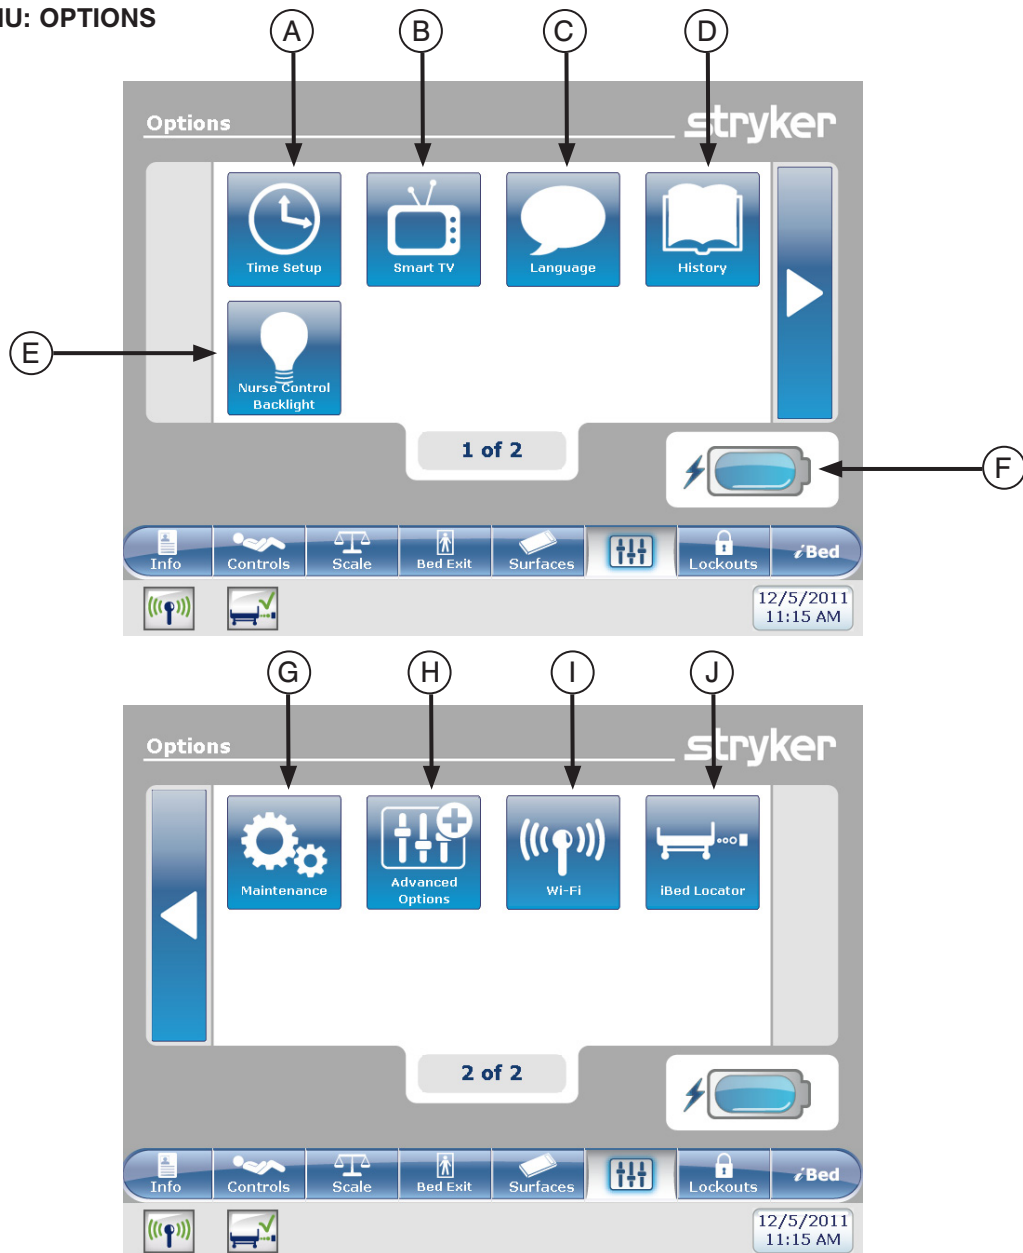 IU: OPTIONS
A
B
C
D
Options
stryker
Time Setup
Smart TV
Language
History
E
Nurse Control
Backlight
1 of 2
F
Info
Controls
Scale
Bed Exit
Surfaces
Lockouts
iBed
12/5/2011
11:15 AM
G
H
I
J
Options
stryker
Maintenance
Advanced
Options
Wi-Fi
iBed Locator
2 of 2
Info
Controls
Scale
Bed Exit
Surfaces
Lockouts
iBed
12/5/2011
11:15 AM